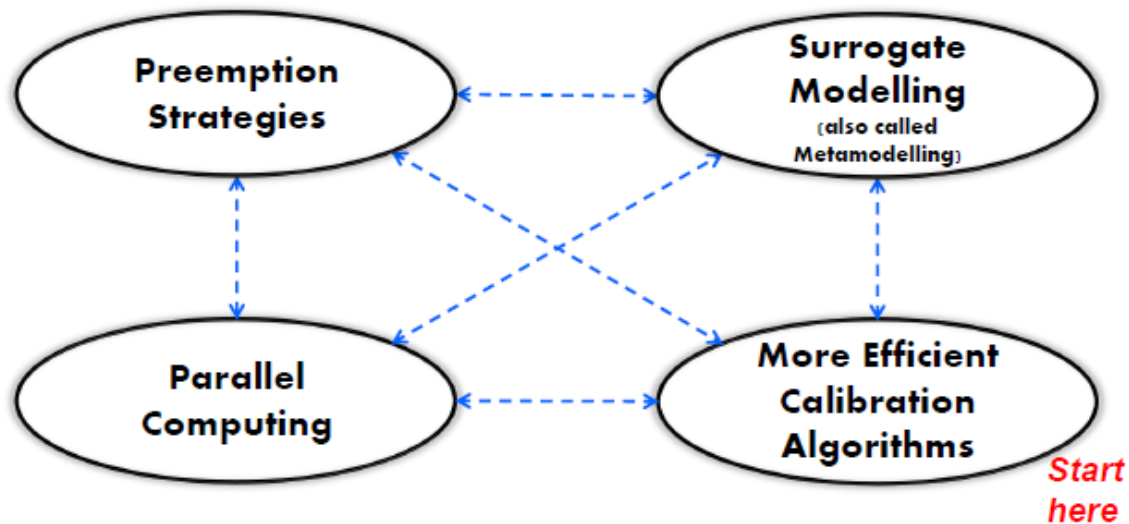 Preemption
Strategies
Surrogate
Modelling
(also called
Metamodelling)
Parallel
Computing
More Efficient
Calibration
Algorithms
Start
here